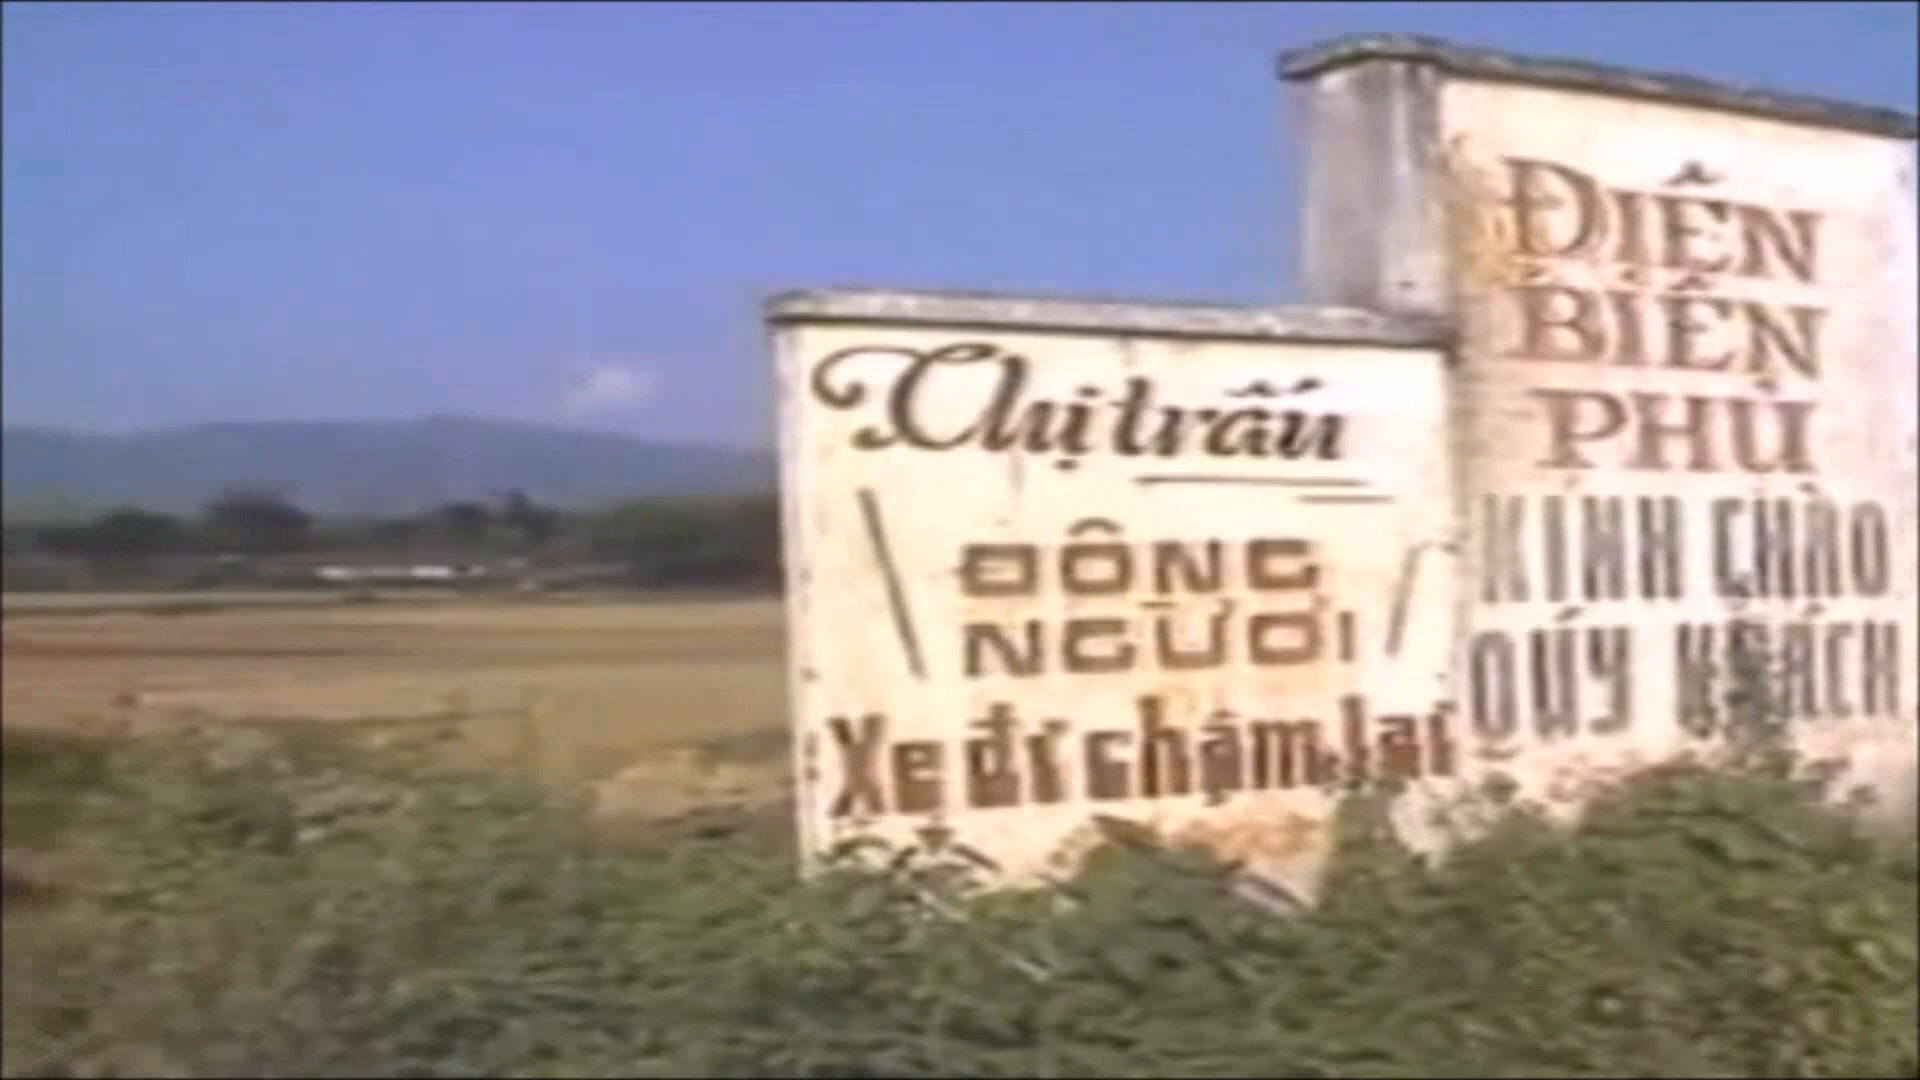 Thị trấn
ĐÔNG
NGƯỜI
Xe đi chậm lại
ĐIỆN
BIÊN
PHỦ
KÍNH CHÀO
QUÝ KHÁCH